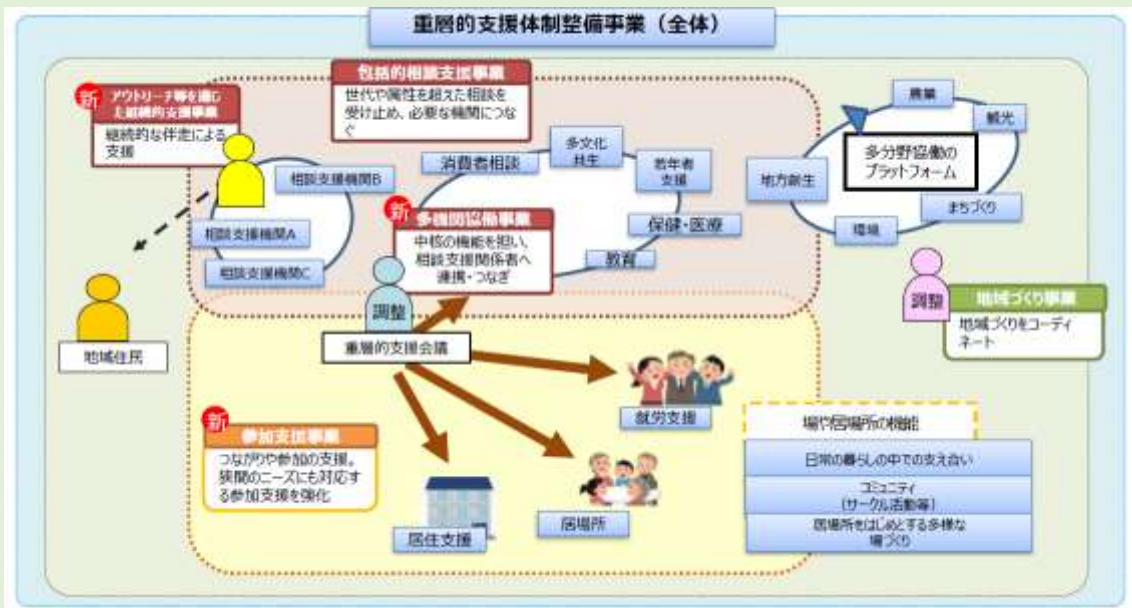 重層的支援体制整備事業（全体）
新
アウトリーチ等を通じ
た継続的支援事業
継続的な伴走による
支援
包括的相談支援事業
世代や属性を超えた相談を
受け止め、必要な機関につな
ぐ
相談支援機関B
相談支援機関A
相談支援機関C
消費者相談
多文化
共生
若年者
支援
保健・医療
教育
新
多機関協働事業
中核の機能を担い、
相談支援関係者へ
連携・つなぎ
農業
観光
多分野協働の
プラットフォーム
地方創生
まちづくり
環境
調整
地域づくり事業
地域づくりをコーディ
ネート
地域住民
調整
重層的支援会議
新
参加支援事業
つながりや参加の支援。
狭間のニーズにも対応す
る参加支援を強化
就労支援
居場所
居住支援
場や居場所の機能
日常の暮らしの中での支え合い
コミュニティ
（サークル活動等）
居場所をはじめとする多様な
場づくり